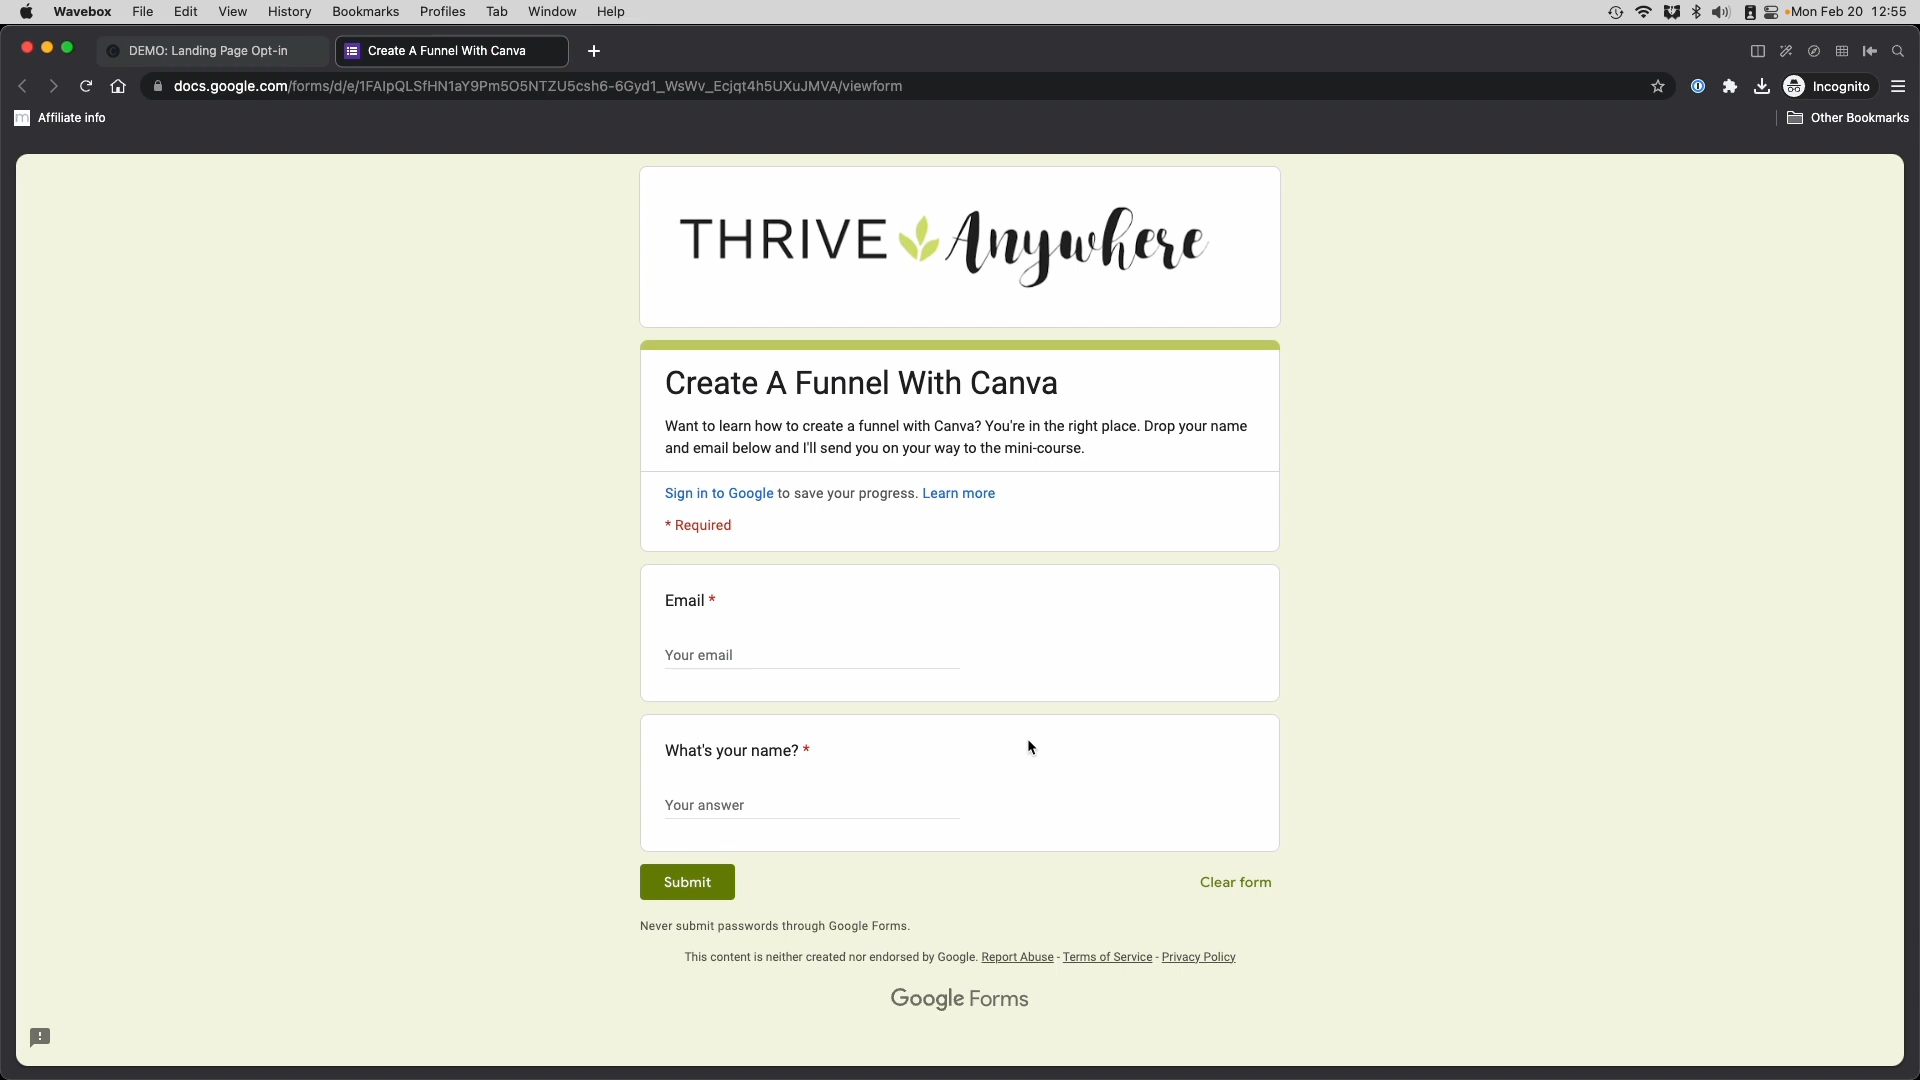 Wavebox File Edit View History Bookmarks Profiles Tab Window Help Mon Feb 20 12:55
DEMO: Landing Page Opt-in Create A Funnel With Canva
docs.google.com/forms/d/e/1FAIpQLSfHN1aY9Pm5O5NTZU5csh6-6Gyd1_WsWv_Ecjqt4h5UXuJMVA/viewform Incognito
m Affiliate info Other Bookmarks
THRIVE Anywhere
Create A Funnel With Canva
Want to learn how to create a funnel with Canva? You're in the right place. Drop your name
and email below and I'll send you on your way to the mini-course.
Sign in to Google to save your progress. Learn more
* Required
Email *
Your email
What's your name? *
Your answer
Submit Clear form
Never submit passwords through Google Forms.
This content is neither created nor endorsed by Google. Report Abuse - Terms of Service - Privacy Policy
Google Forms